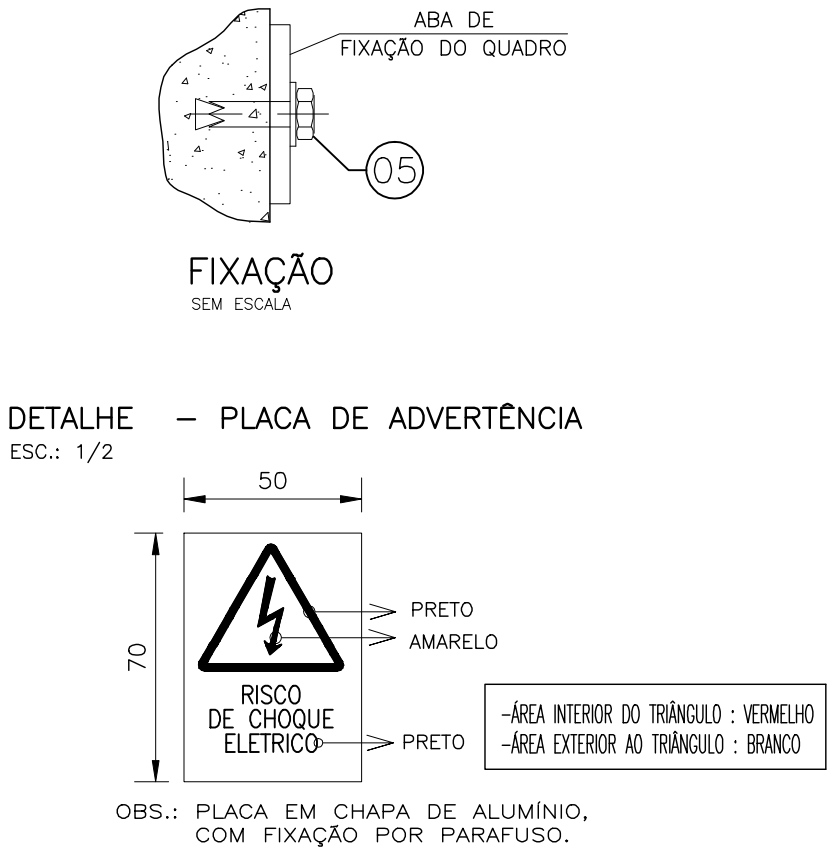 ABA DE
FIXAÇÃO DO QUADRO
05
FIXAÇÃO
SEM ESCALA
DETALHE - PLACA DE ADVERTÊNCIA
ESC.: 1/2
50
70
PRETO
AMARELO
RISCO
DE CHOQUE
ELETRICO
PRETO
-ÁREA INTERIOR DO TRIÂNGULO : VERMELHO
-ÁREA EXTERIOR AO TRIÂNGULO : BRANCO
OBS.: PLACA EM CHAPA DE ALUMÍNIO,
COM FIXAÇÃO POR PARAFUSO.